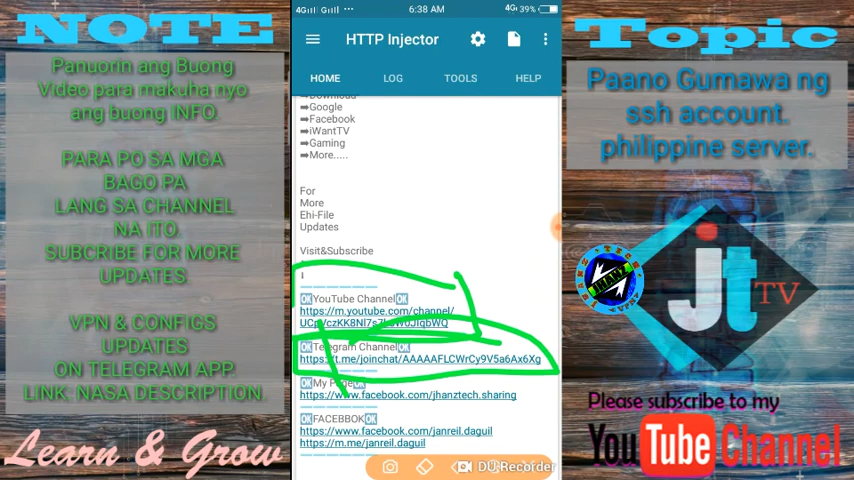 NOTE
Panuorin ang Buong
Video para makuha nyo
ang buong INFO.
PARA PO SA MGA
BAGO PA
LANG SA CHANNEL
NA ITO.
SUBCRIBE FOR MORE
UPDATES.
VPN & CONFIGS
UPDATES
ON TELEGRAM APP
LINK: NASA DESCRIPTION.
Learn & Grow
4G 6:38 AM 4G 39%
HTTP Injector
HOME LOG TOOLS HELP
➡Download
➡Google
➡Facebook
➡iWantTV
➡Gaming
➡More.....
For
More
Ehi-File
Updates
Visit&Subscribe
🆗YouTube Channel🆗
https://m.youtube.com/channel/
🆗Telegram Channel🆗
https://t.me/joinchat/AAAAAFLCWrCy9V5a6Ax6Xg
🆗My Page🆗
https://www.facebook.com/jhanztech.sharing
🆗FACEBBOK🆗
https://www.facebook.com/janreil.daguil
https://m.me/janreil.daguil
DU Recorder
Topic
Paano Gumawa ng
ssh account.
philippine server.
JHANZ
jt TV
Please subscribe to my
YouTube Channel